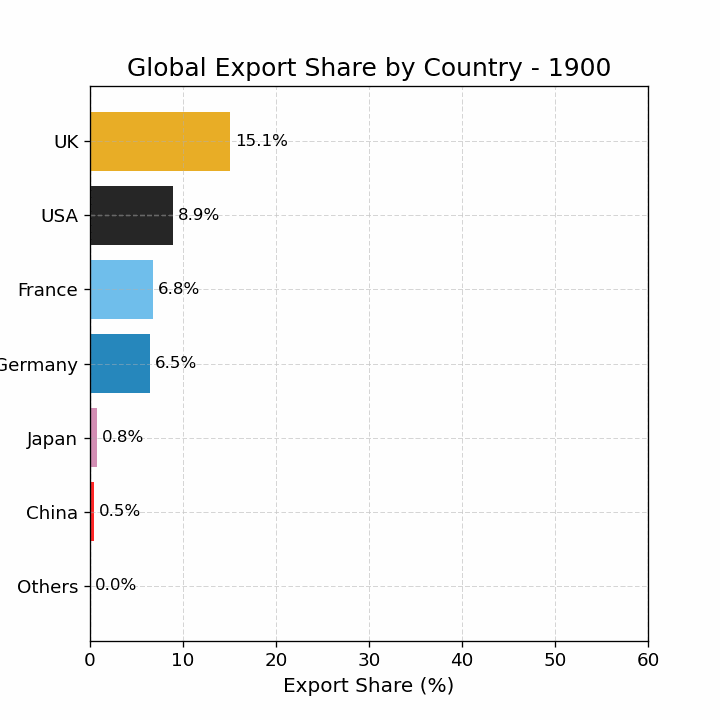 Global Export Share by Country - 1900
UK 15.1%
USA 8.9%
France 6.8%
Germany 6.5%
Japan 0.8%
China 0.5%
Others 0.0%
0 10 20 30 40 50 60
Export Share (%)